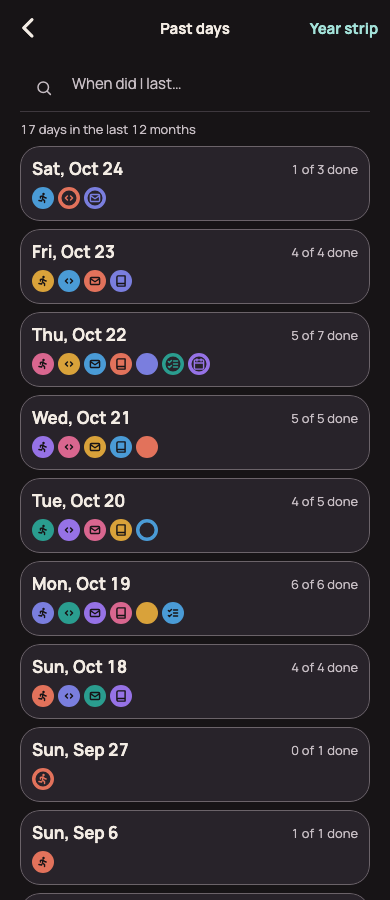 Past days
Year strip
When did I last...
17 days in the last 12 months
Sat, Oct 24
1 of 3 done
Fri, Oct 23
4 of 4 done
Thu, Oct 22
5 of 7 done
Wed, Oct 21
5 of 5 done
Tue, Oct 20
4 of 5 done
Mon, Oct 19
6 of 6 done
Sun, Oct 18
4 of 4 done
Sun, Sep 27
0 of 1 done
Sun, Sep 6
1 of 1 done